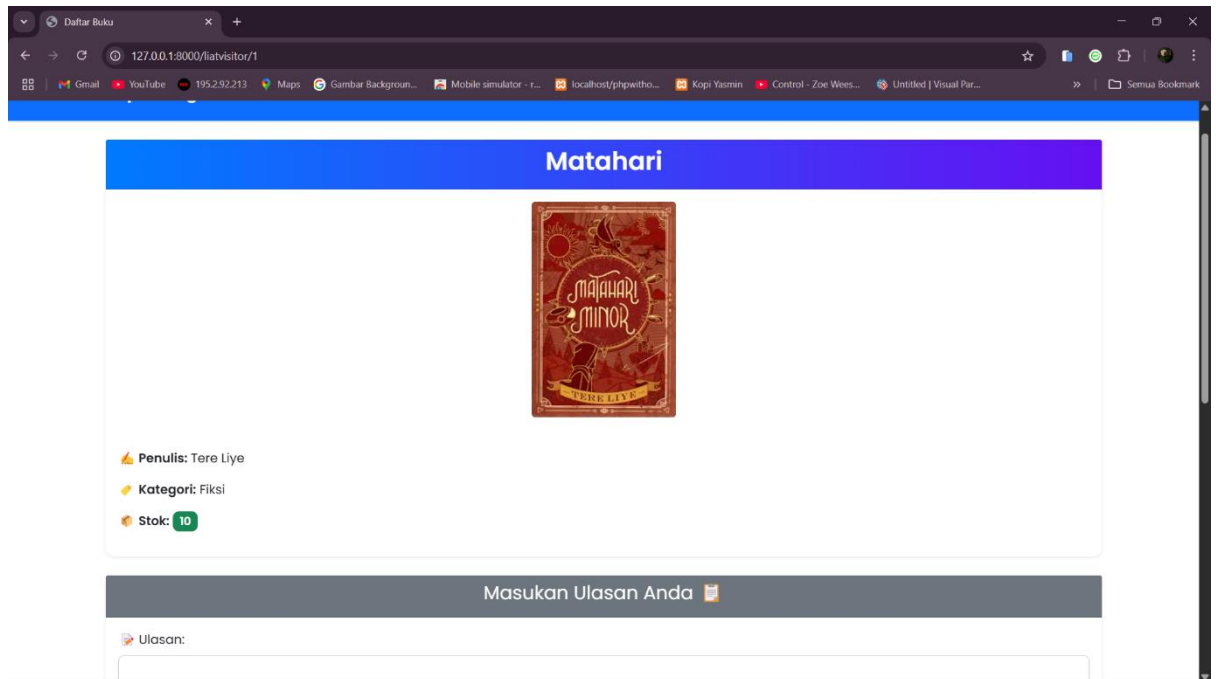 Daftar Buku
127.0.0.1:8000/liatvisitor/1
Gmail YouTube 195.2.92.213 Maps Gambar Backgroun... Mobile simulator - r... localhost/phpwitho... Kopi Yasmin Control - Zoe Wees... Untitled | Visual Par... » Semua Bookmark
Matahari
MATAHARI
MINOR
TERE LIYE
✍️ Penulis: Tere Liye
🏷️ Kategori: Fiksi
📦 Stok: 10
Masukan Ulasan Anda 📋
📝 Ulasan: